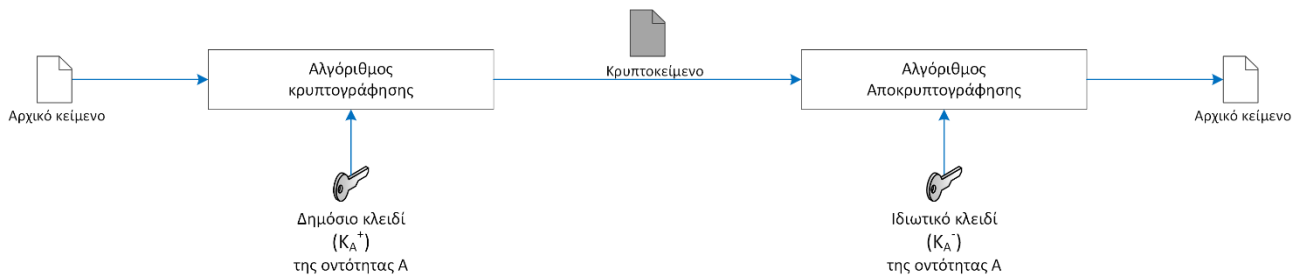 Αρχικό κείμενο
Αλγόριθμος
κρυπτογράφησης
Κρυπτοκείμενο
Αλγόριθμος
Αποκρυπτογράφησης
Αρχικό κείμενο
Δημόσιο κλειδί
(K_A^+)
της οντότητας Α
Ιδιωτικό κλειδί
(K_A^-)
της οντότητας Α